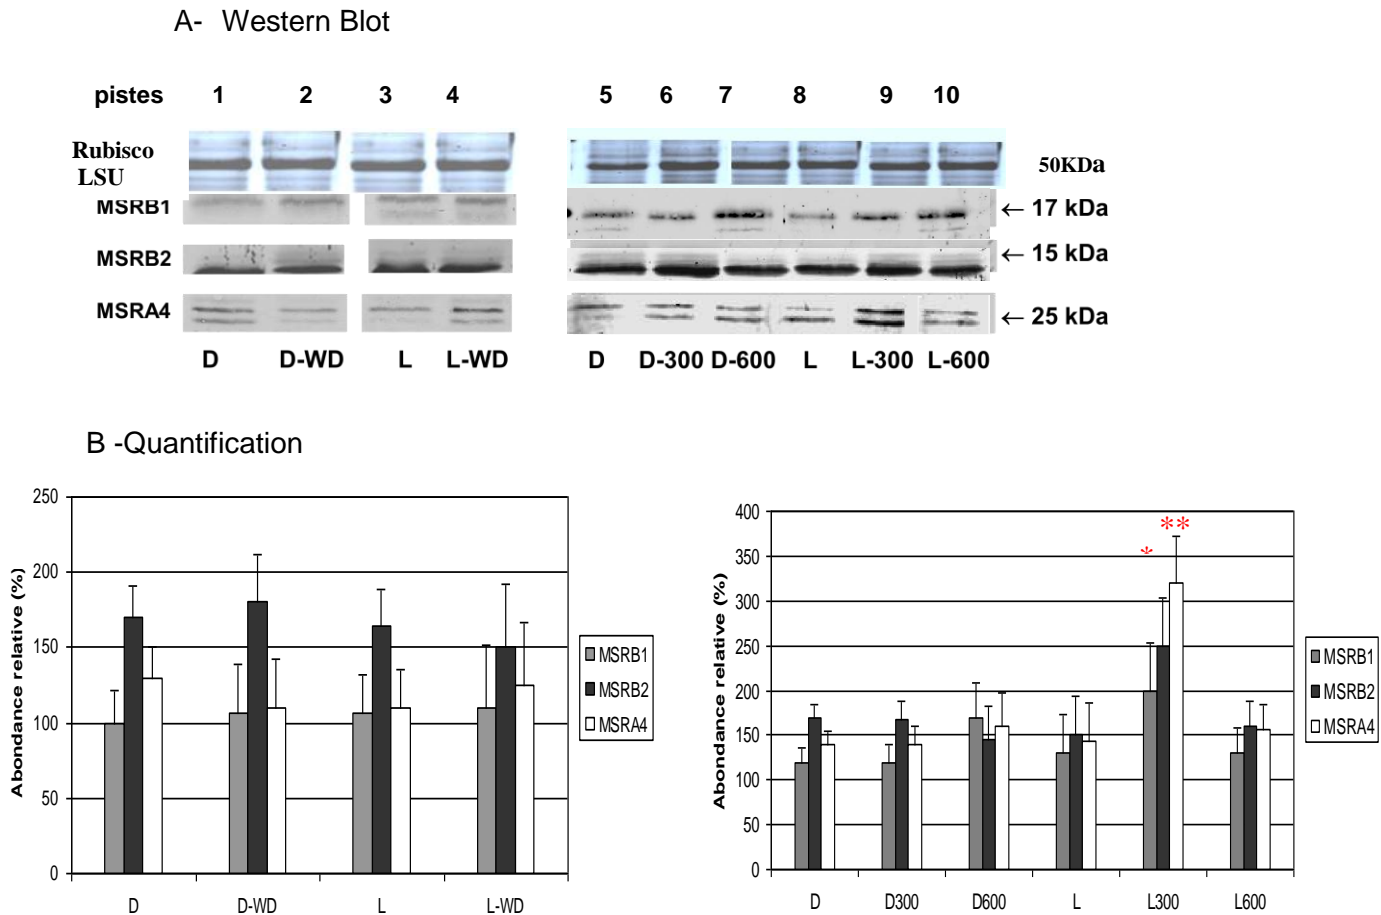 A- Western Blot
pistes 1 2 3 4 5 6 7 8 9 10
Rubisco
LSU
50KDa
MSRB1
← 17 kDa
MSRB2
← 15 kDa
MSRA4
← 25 kDa
D D-WD L L-WD D D-300 D-600 L L-300 L-600
B -Quantification
Abondance relative (%)
250
200
150
100
50
0
D D-WD L L-WD
MSRB1
MSRB2
MSRA4
Abondance relative (%)
400
350
300
250
200
150
100
50
0
* **
D D300 D600 L L300 L600
MSRB1
MSRB2
MSRA4